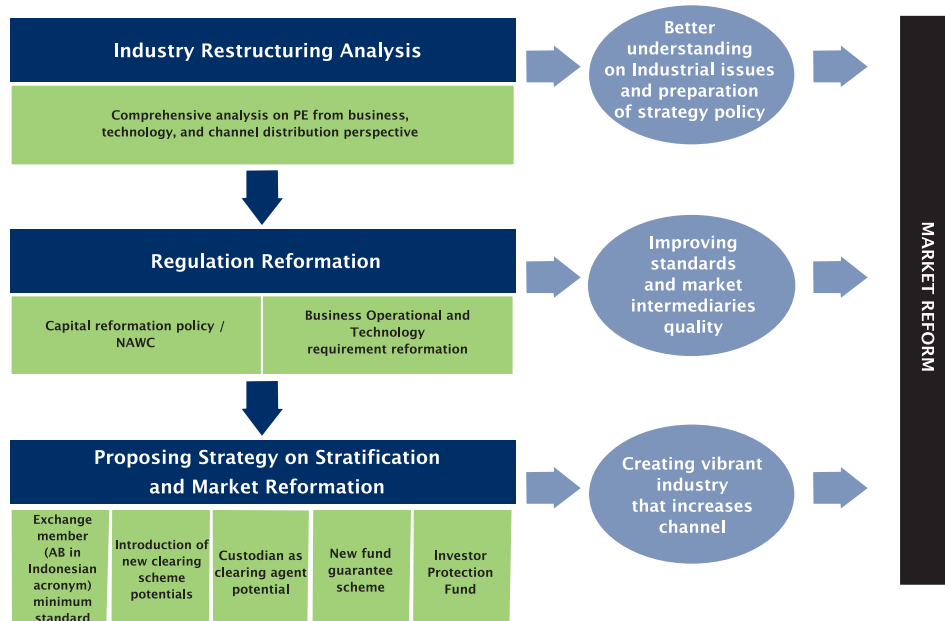 Industry Restructuring Analysis
Comprehensive analysis on PE from business,
technology, and channel distribution perspective
Better
understanding
on Industrial issues
and preparation
of strategy policy
Regulation Reformation
Capital reformation policy /
NAWC
Business Operational and
Technology
requirement reformation
Improving
standards
and market
intermediaries
quality
Proposing Strategy on Stratification
and Market Reformation
Exchange
member
(AB in
Indonesian
acronym)
minimum
standard
Introduction of
new clearing
scheme
potentials
Custodian as
clearing agent
potential
New fund
guarantee
scheme
Investor
Protection
Fund
Creating vibrant
industry
that increases
channel
MARKET REFORM